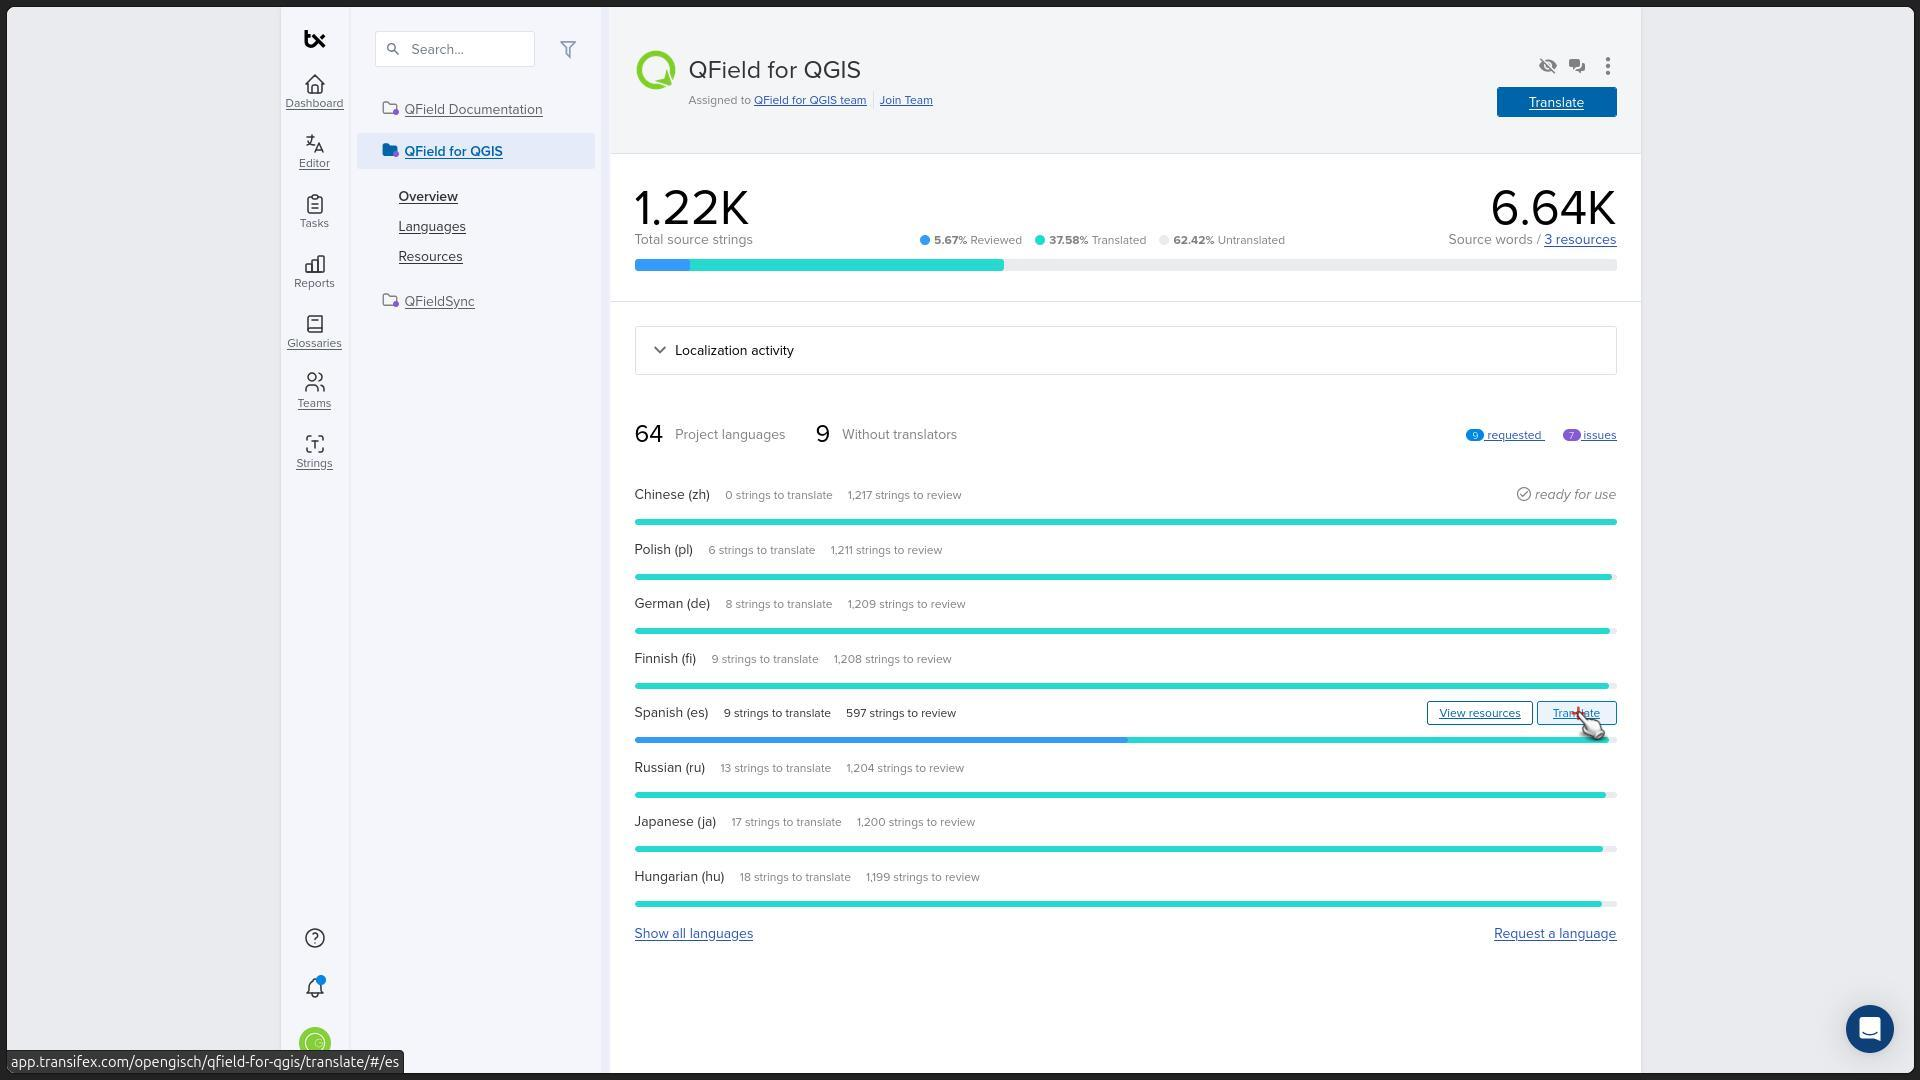 tx
Dashboard
Editor
Tasks
Reports
Glossaries
Teams
Strings
Search...
QField Documentation
QField for QGIS
Overview
Languages
Resources
QFieldSync
QField for QGIS
Assigned to QField for QGIS team Join Team
Translate
1.22K
Total source strings
5.67% Reviewed 37.58% Translated 62.42% Untranslated
6.64K
Source words / 3 resources
Localization activity
64 Project languages 9 Without translators 9 requested 7 issues
Chinese (zh) 0 strings to translate 1,217 strings to review ready for use
Polish (pl) 6 strings to translate 1,211 strings to review
German (de) 8 strings to translate 1,209 strings to review
Finnish (fi) 9 strings to translate 1,208 strings to review
Spanish (es) 9 strings to translate 597 strings to review View resources Translate
Russian (ru) 13 strings to translate 1,204 strings to review
Japanese (ja) 17 strings to translate 1,200 strings to review
Hungarian (hu) 18 strings to translate 1,199 strings to review
Show all languages Request a language
app.transifex.com/opengisch/qfield-for-qgis/translate/#/es